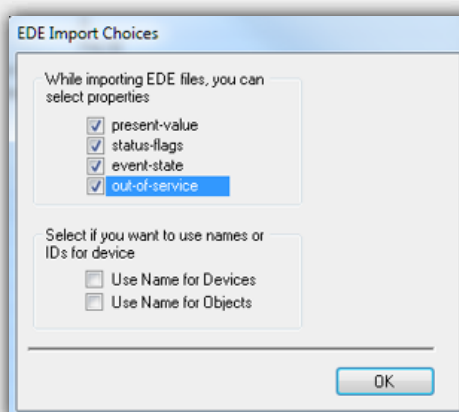 EDE Import Choices
While importing EDE files, you can
select properties
present-value
status-flags
event-state
out-of-service
Select if you want to use names or
IDs for device
Use Name for Devices
Use Name for Objects
OK